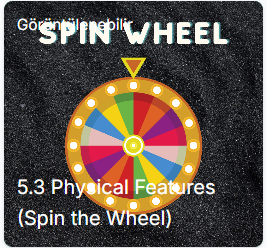 Görüntülenebilir
SPIN WHEEL
5.3 Physical Features
(Spin the Wheel)